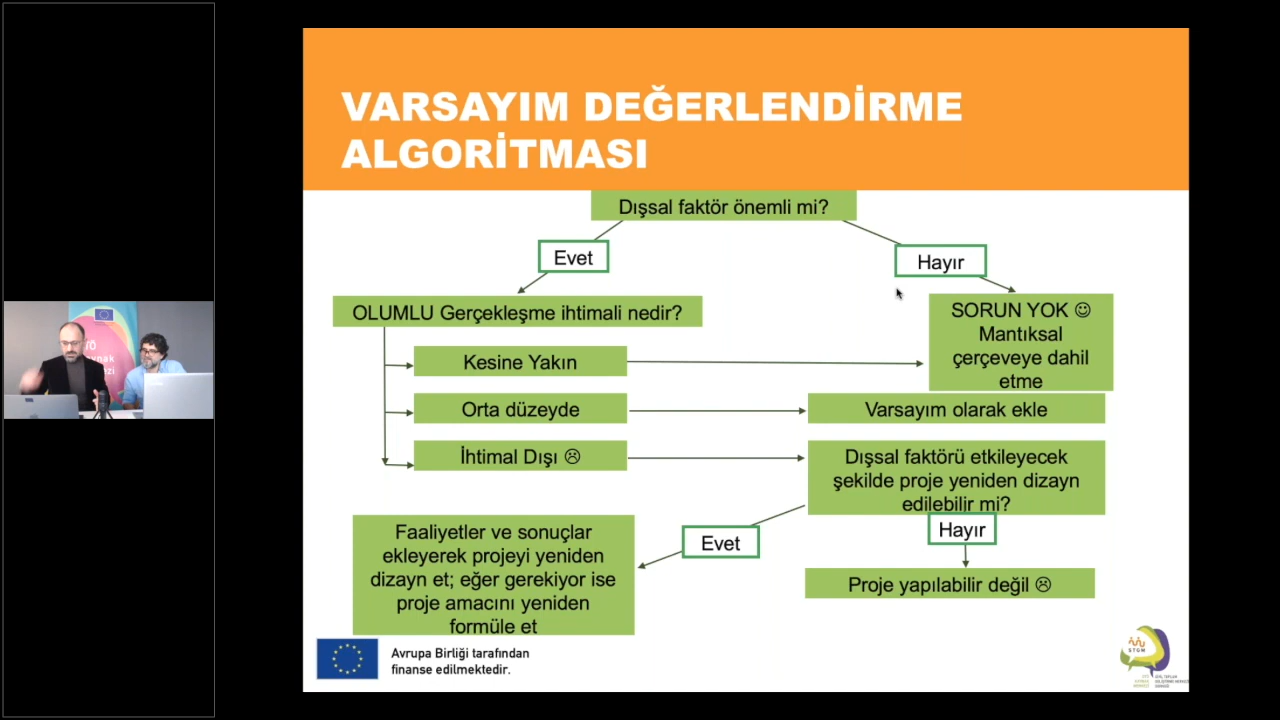 VARSAYIM DEĞERLENDİRME
ALGORİTMASI
Dışsal faktör önemli mi?
Evet
Hayır
OLUMLU Gerçekleşme ihtimali nedir?
SORUN YOK ☺
Mantıksal
çerçeveye dahil
etme
Kesine Yakın
Orta düzeyde
Varsayım olarak ekle
İhtimal Dışı ☹
Dışsal faktörü etkileyecek
şekilde proje yeniden dizayn
edilebilir mi?
Evet
Hayır
Faaliyetler ve sonuçlar
ekleyerek projeyi yeniden
dizayn et; eğer gerekiyor ise
proje amacını yeniden
formüle et
Proje yapılabilir değil ☹
Avrupa Birliği tarafından
finanse edilmektedir.
STGM